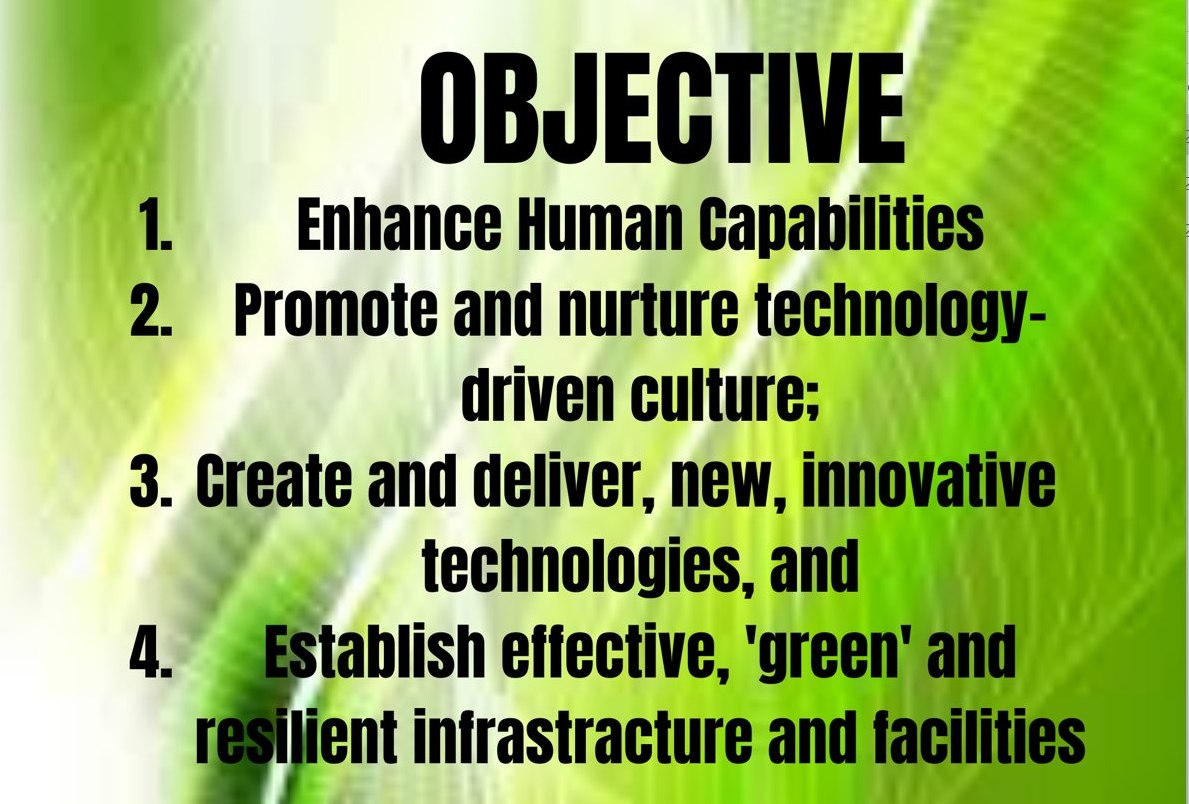 OBJECTIVE
1. Enhance Human Capabilities
2. Promote and nurture technology-
driven culture;
3. Create and deliver, new, innovative
technologies, and
4. Establish effective, 'green' and
resilient infrastracture and facilities